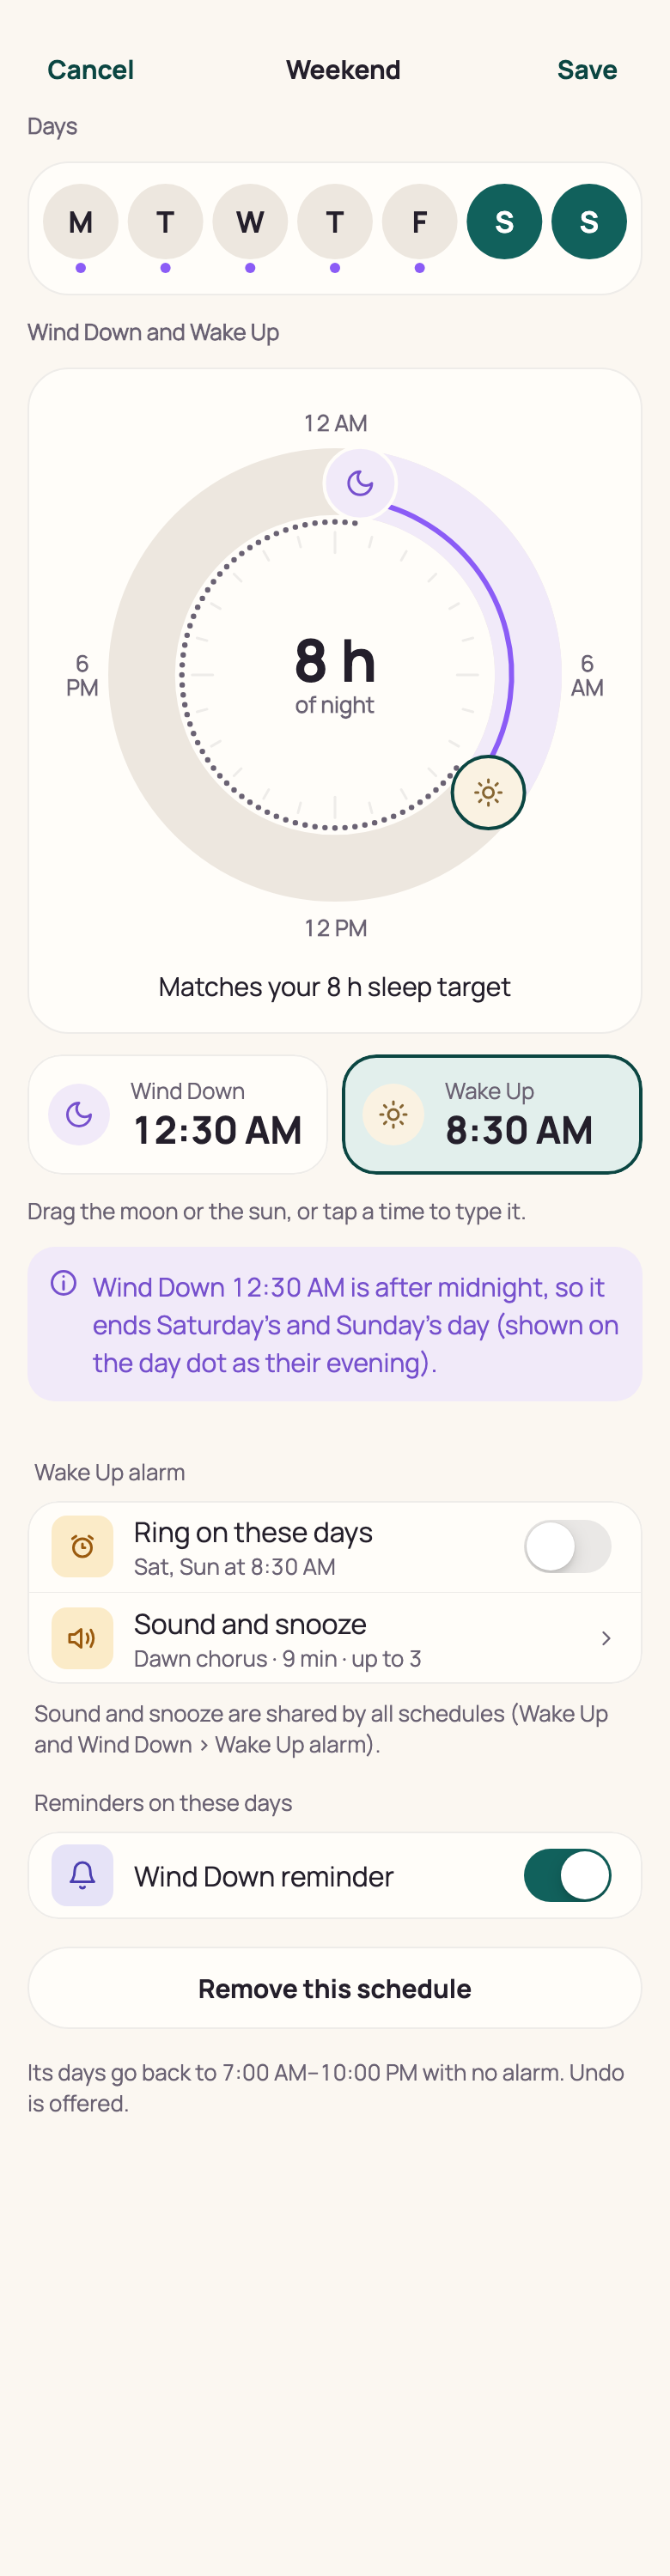 Cancel
Weekend
Save
Days
M
T
W
T
F
S
S
Wind Down and Wake Up
12 AM
6
PM
8 h
of night
6
AM
12 PM
Matches your 8 h sleep target
Wind Down
12:30 AM
Wake Up
8:30 AM
Drag the moon or the sun, or tap a time to type it.
Wind Down 12:30 AM is after midnight, so it
ends Saturday's and Sunday's day (shown on
the day dot as their evening).
Wake Up alarm
Ring on these days
Sat, Sun at 8:30 AM
Sound and snooze
Dawn chorus · 9 min · up to 3
Sound and snooze are shared by all schedules (Wake Up
and Wind Down › Wake Up alarm).
Reminders on these days
Wind Down reminder
Remove this schedule
Its days go back to 7:00 AM–10:00 PM with no alarm. Undo
is offered.